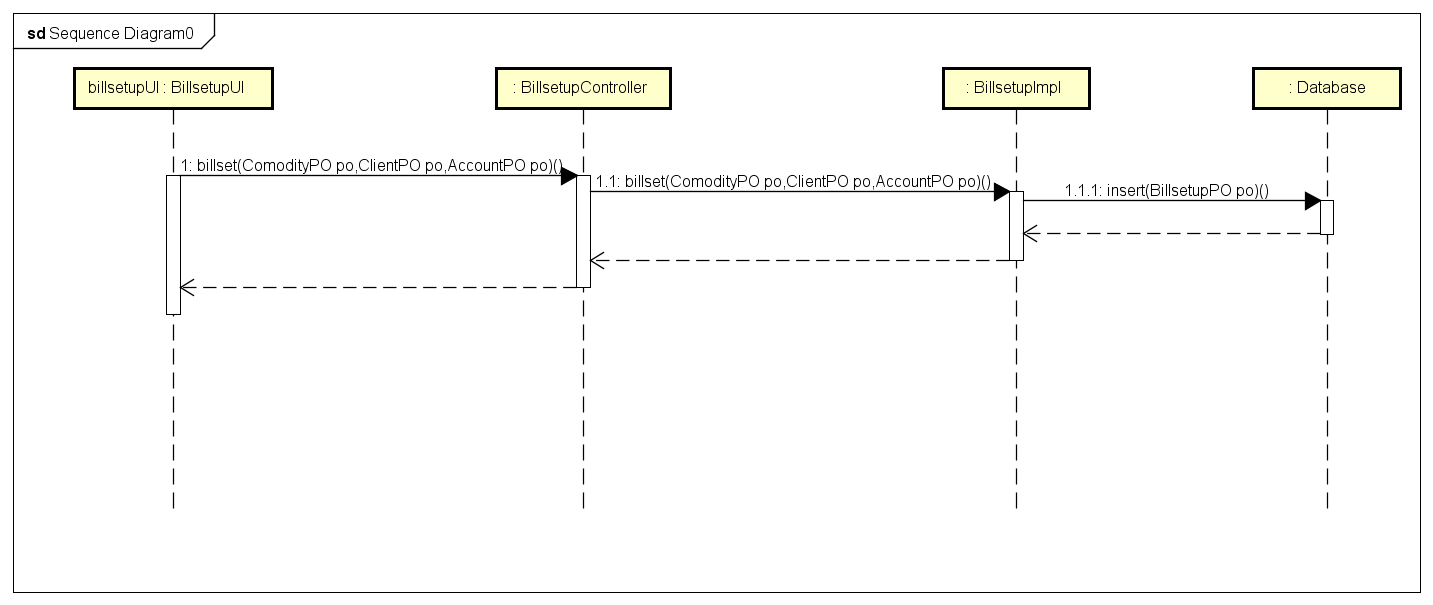 sd Sequence Diagram0
billsetupUI : BillsetupUI
: BillsetupController
: BillsetupImpl
: Database
1: billset(ComodityPO po,ClientPO po,AccountPO po)()
1.1: billset(ComodityPO po,ClientPO po,AccountPO po)()
1.1.1: insert(BillsetupPO po)()